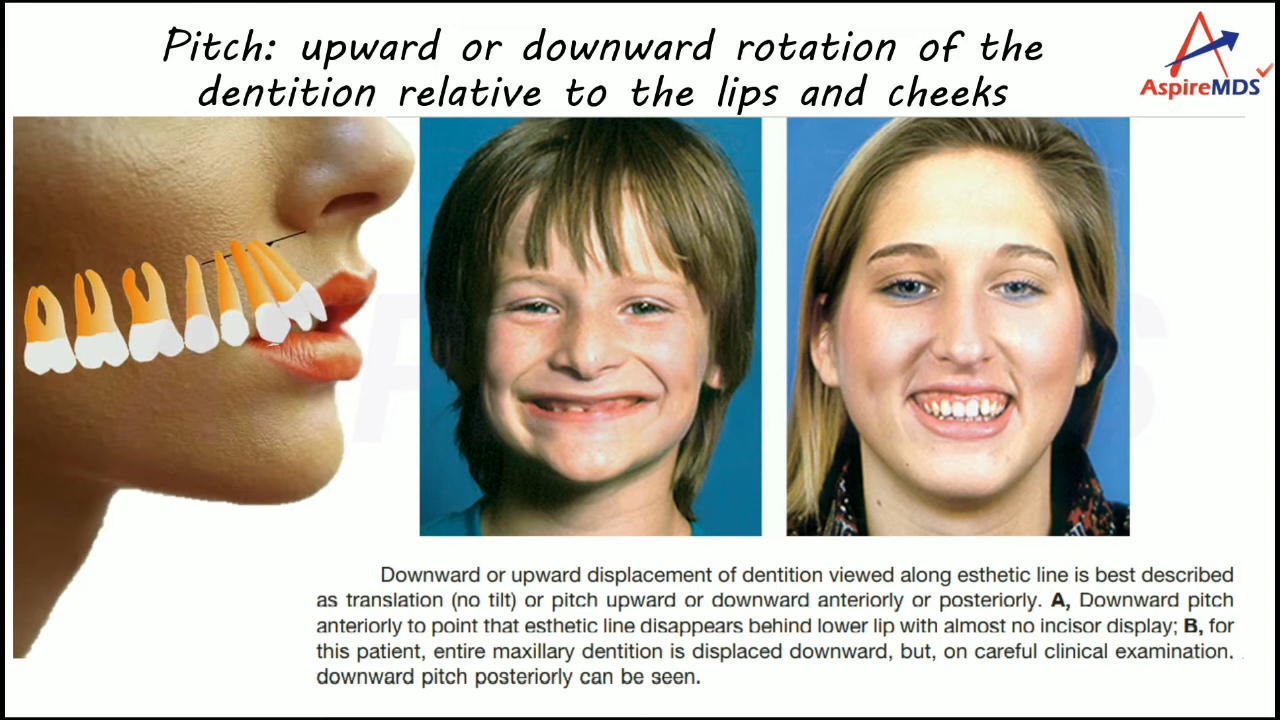 Pitch: upward or downward rotation of the
dentition relative to the lips and cheeks
AspireMDS
Downward or upward displacement of dentition viewed along esthetic line is best described
as translation (no tilt) or pitch upward or downward anteriorly or posteriorly. A, Downward pitch
anteriorly to point that esthetic line disappears behind lower lip with almost no incisor display; B, for
this patient, entire maxillary dentition is displaced downward, but, on careful clinical examination.
downward pitch posteriorly can be seen.